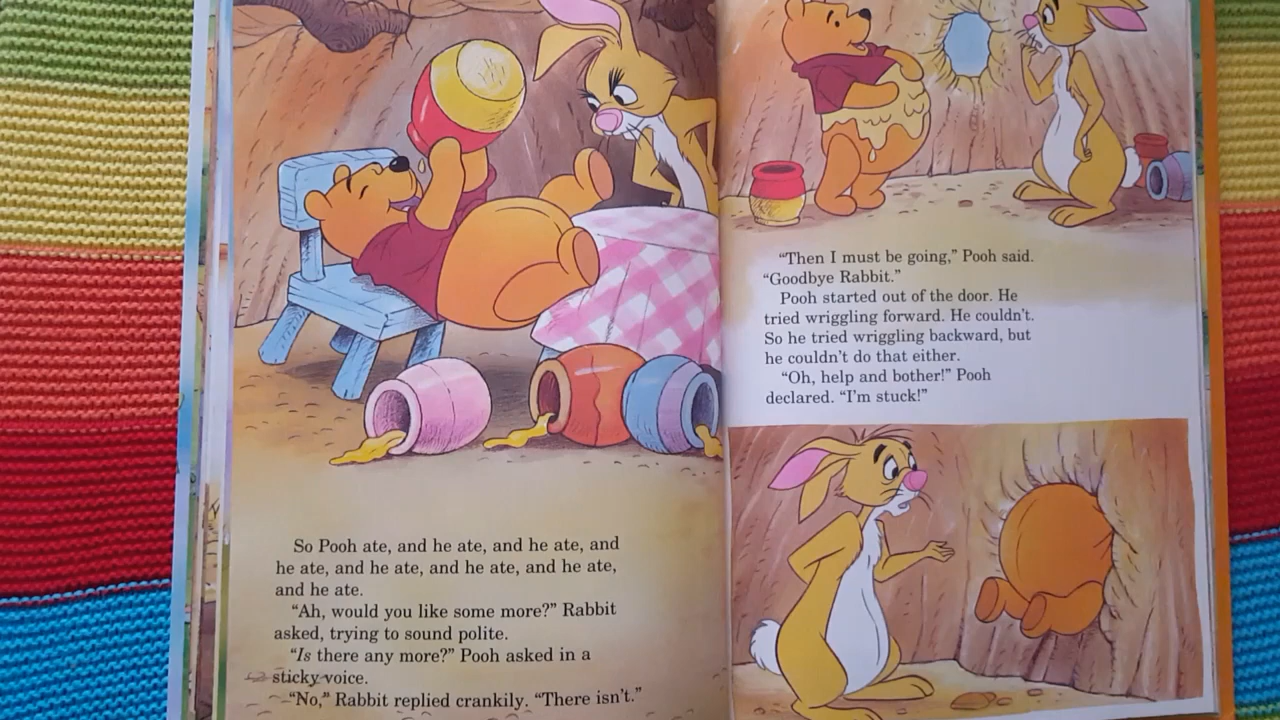 So Pooh ate, and he ate, and he ate, and
he ate, and he ate, and he ate, and he ate,
and he ate.
"Ah, would you like some more?" Rabbit
asked, trying to sound polite.
"Is there any more?" Pooh asked in a
sticky voice.
"No," Rabbit replied crankily. "There isn't."
"Then I must be going," Pooh said.
"Goodbye Rabbit."
Pooh started out of the door. He
tried wriggling forward. He couldn't.
So he tried wriggling backward, but
he couldn't do that either.
"Oh, help and bother!" Pooh
declared. "I'm stuck!"